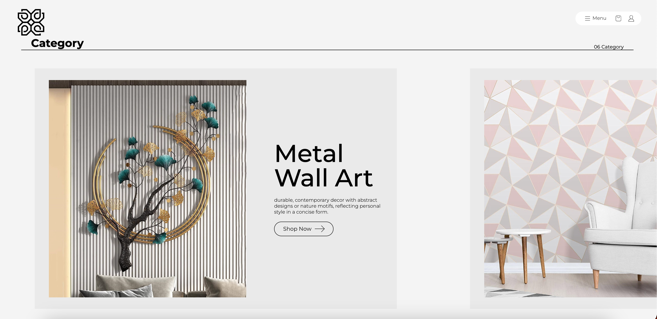 Menu
Category
06 Category
Metal
Wall Art
durable, contemporary decor with abstract
designs or nature motifs, reflecting personal
style in a concise form.
Shop Now